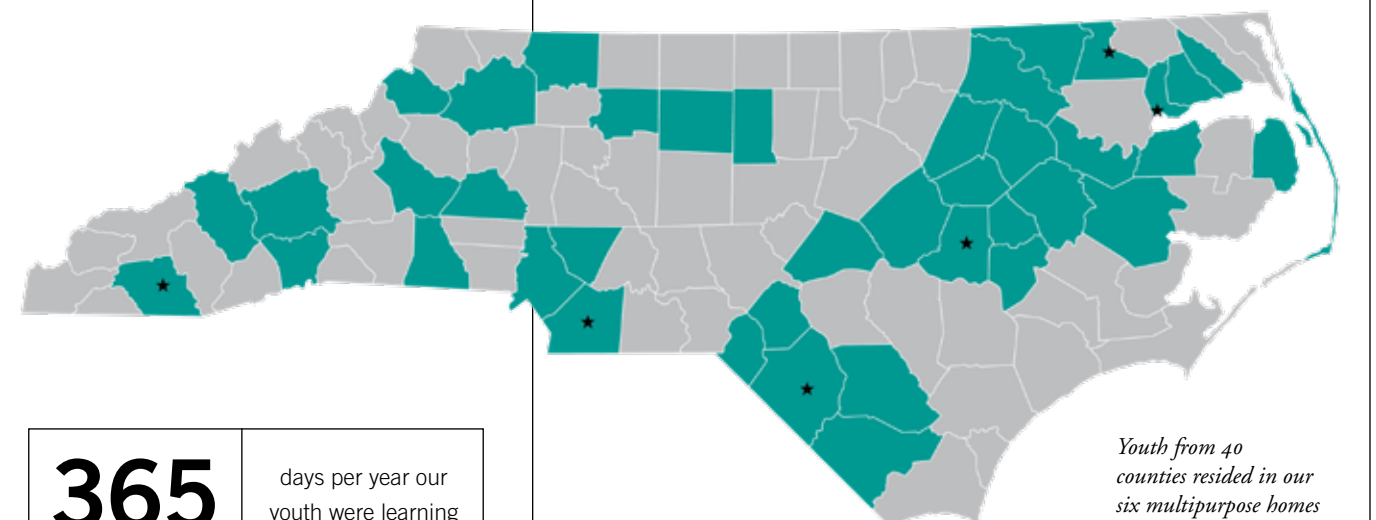 365
days per year our
youth were learning
Youth from 40
counties resided in our
six multipurpose homes